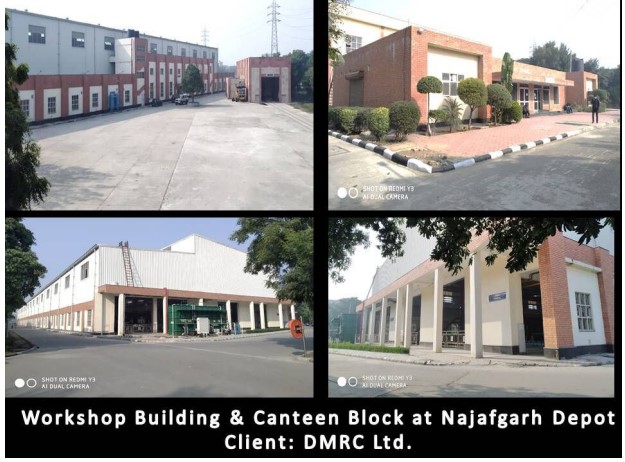 SHOT ON REDMI Y3
AI DUAL CAMERA
SHOT ON REDMI Y3
AI DUAL CAMERA
SHOT ON REDMI Y3
AI DUAL CAMERA
Workshop Building & Canteen Block at Najafgarh Depot
Client: DMRC Ltd.